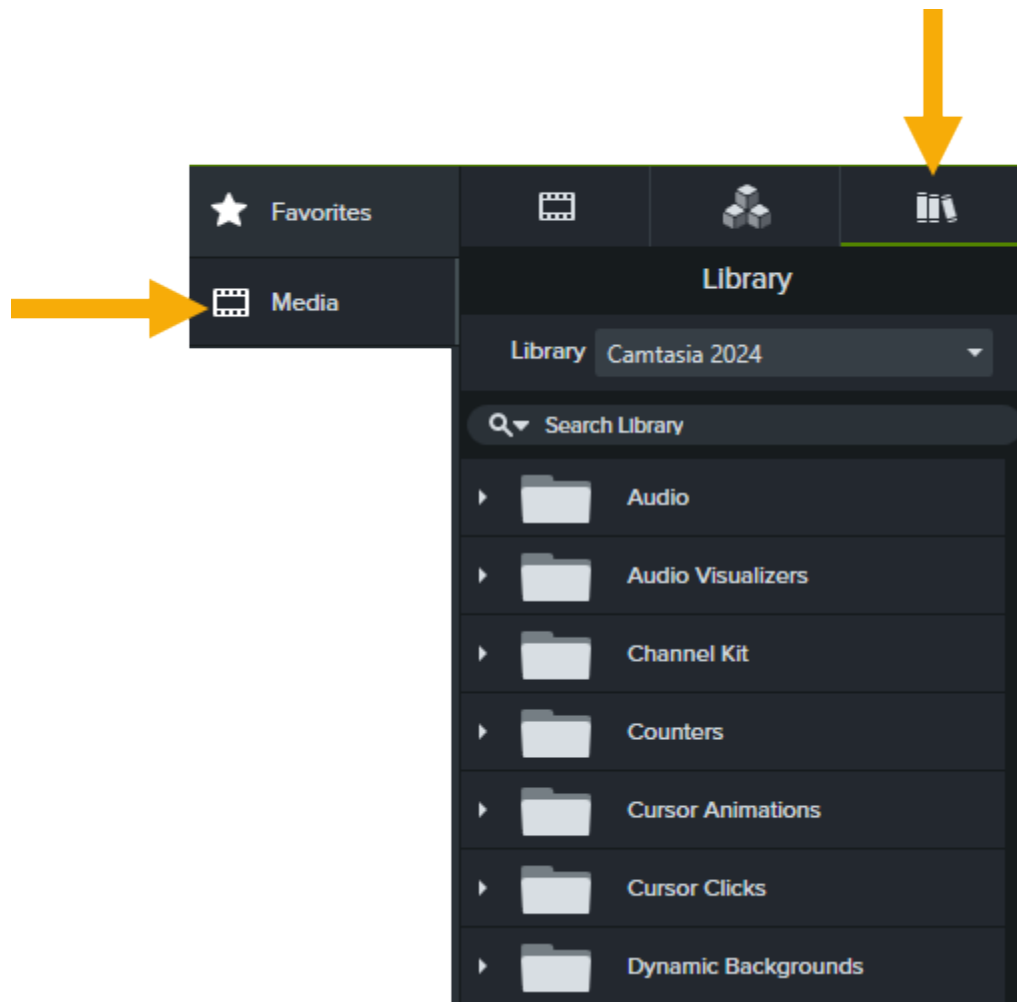 Favorites
Media
Library
Library Camtasia 2024
Search Library
Audio
Audio Visualizers
Channel Kit
Counters
Cursor Animations
Cursor Clicks
Dynamic Backgrounds